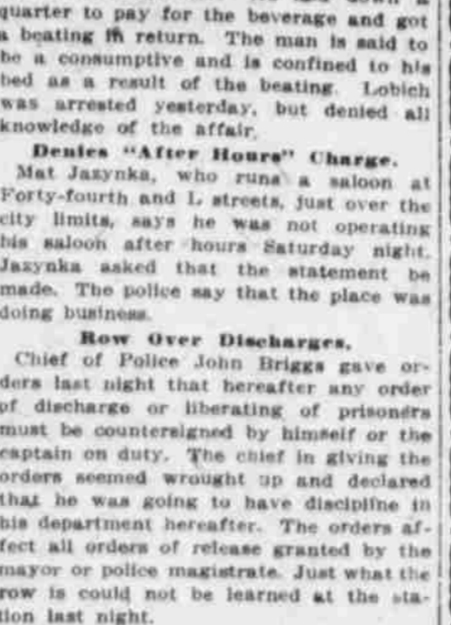 quarter to pay for the beverage and got
a beating in return. The man is said to
be a consumptive and is confined to his
bed as a result of the beating. Lobich
was arrested yesterday, but denied all
knowledge of the affair.
Denies "After Hours" Charge.
Mat Jasynka, who runs a saloon at
Forty-fourth and L streets, just over the
city limits, says he was not operating
his saloon after hours Saturday night.
Jasynka asked that the statement be
made. The police say that the place was
doing business.
Row Over Discharges.
Chief of Police John Briggs gave or-
ders last night that hereafter any order
of discharge or liberating of prisoners
must be countersigned by himself or the
captain on duty. The chief in giving the
orders seemed wrought up and declared
that he was going to have discipline in
his department hereafter. The orders af-
fect all orders of release granted by the
mayor or police magistrate. Just what the
row is could not be learned at the sta-
tion last night.